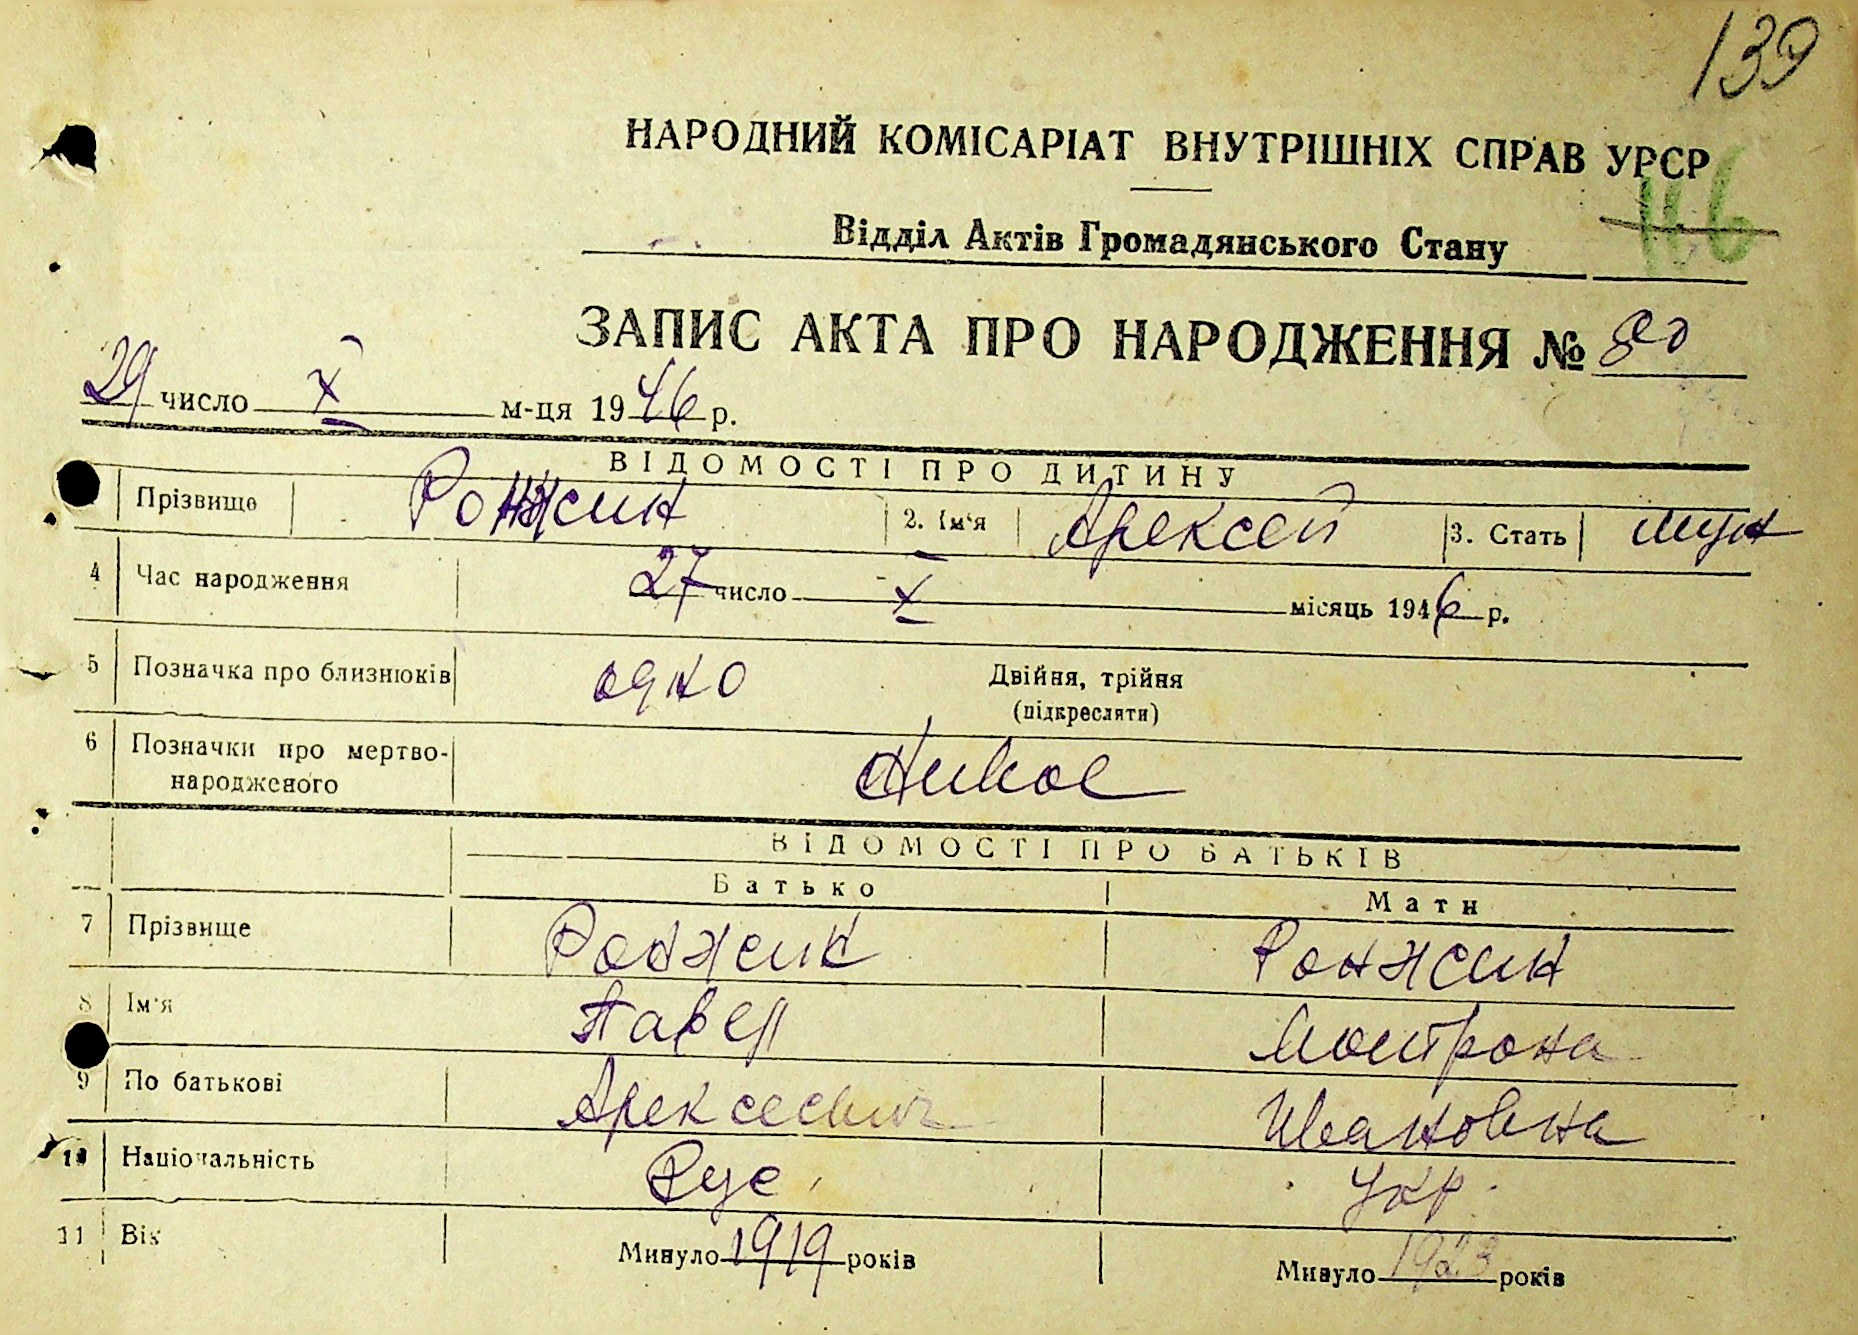 139
НАРОДНИЙ КОМІСАРІАТ ВНУТРІШНІХ СПРАВ УРСР
116
Відділ Актів Громадянського Стану
ЗАПИС АКТА ПРО НАРОДЖЕННЯ № 80
29 число X м-ця 1946 р.
ВІДОМОСТІ ПРО ДИТИНУ
Прізвище Ронжин 2. Ім'я Алексей 3. Стать муж
4 Час народження 27 число X місяць 1946 р.
5 Позначка про близнюків одно Двійня, трійня
(підкресляти)
6 Позначки про мертво-
народженого живое
ВІДОМОСТІ ПРО БАТЬКІВ
Батько Мати
7 Прізвище Ронжин Ронжин
8 Ім'я Павел Мотрона
9 По батькові Алексеевич Ивановна
10 Національність Рус. Укр.
11 Вік Минуло 1919 років Минуло 1923 років